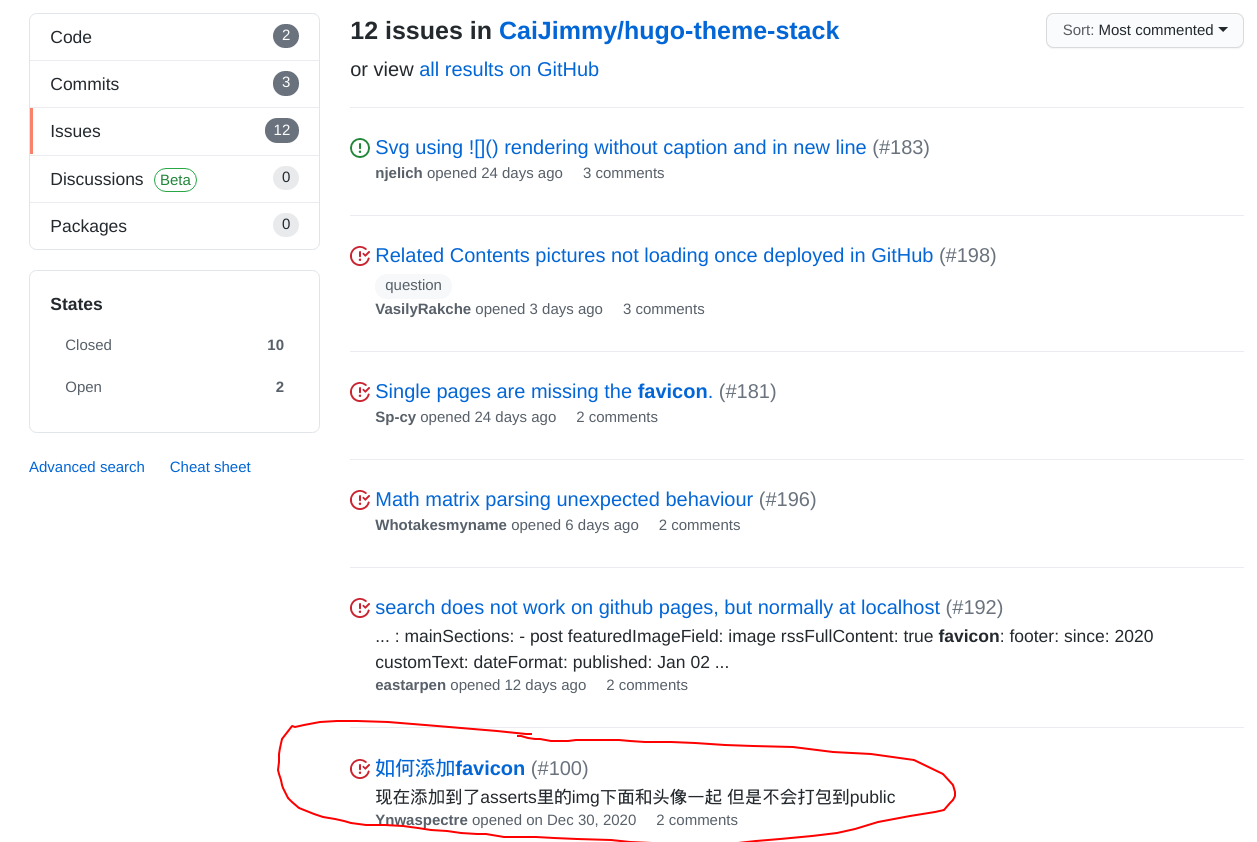 Code 2
Commits 3
Issues 12
Discussions Beta 0
Packages 0
States
Closed 10
Open 2
Advanced search Cheat sheet
12 issues in CaiJimmy/hugo-theme-stack
Sort: Most commented
or view all results on GitHub
Svg using ![]() rendering without caption and in new line (#183)
njelich opened 24 days ago 3 comments
Related Contents pictures not loading once deployed in GitHub (#198)
question
VasilyRakche opened 3 days ago 3 comments
Single pages are missing the favicon. (#181)
Sp-cy opened 24 days ago 2 comments
Math matrix parsing unexpected behaviour (#196)
Whotakesmyname opened 6 days ago 2 comments
search does not work on github pages, but normally at localhost (#192)
... : mainSections: - post featuredImageField: image rssFullContent: true favicon: footer: since: 2020
customText: dateFormat: published: Jan 02 ...
eastarpen opened 12 days ago 2 comments
如何添加favicon (#100)
现在添加到了asserts里的img下面和头像一起 但是不会打包到public
Ynwaspectre opened on Dec 30, 2020 2 comments